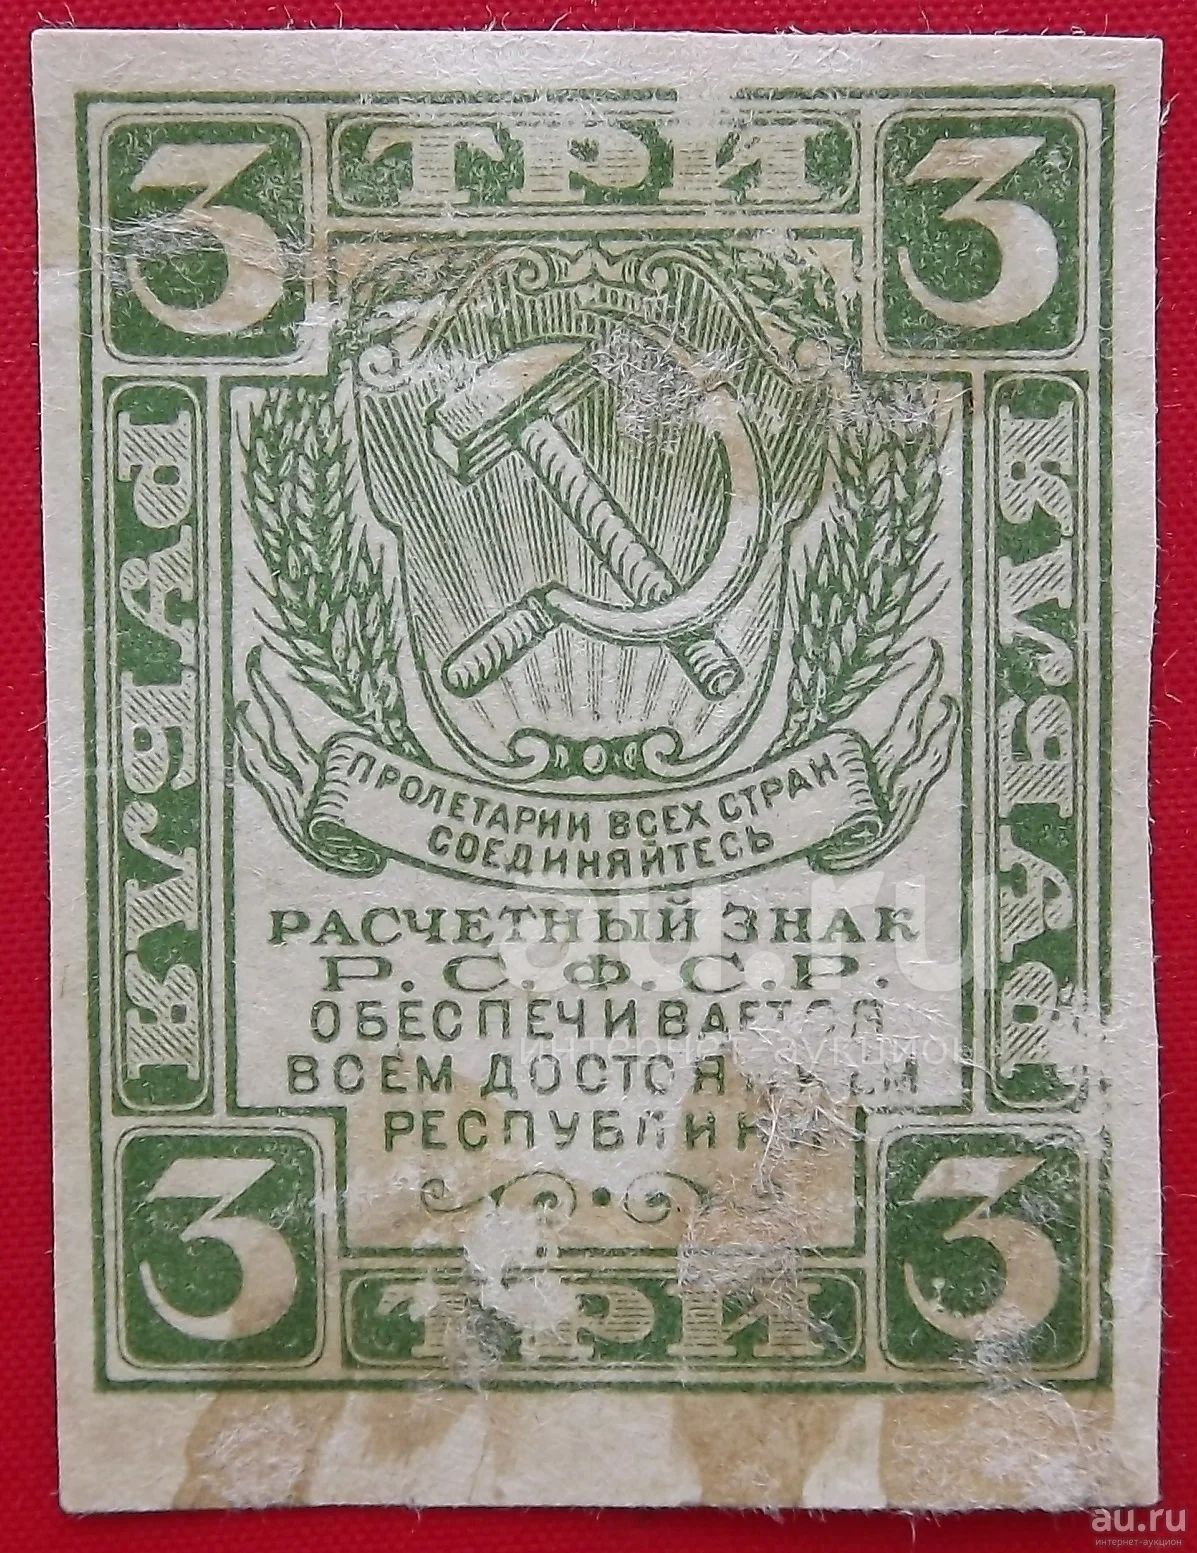 3 ТРИ 3
РУБЛЯ
РУБЛЯ
ПРОЛЕТАРИИ ВСЕХ СТРАН
СОЕДИНЯЙТЕСЬ
РАСЧЕТНЫЙ ЗНАК
Р.С.Ф.С.Р.
ОБЕСПЕЧИВАЕТСЯ
ВСЕМ ДОСТОЯНИЕМ
РЕСПУБЛИКИ
3 ТРИ 3
au.ru
интернет-аукцион
au.ru
интернет-аукцион